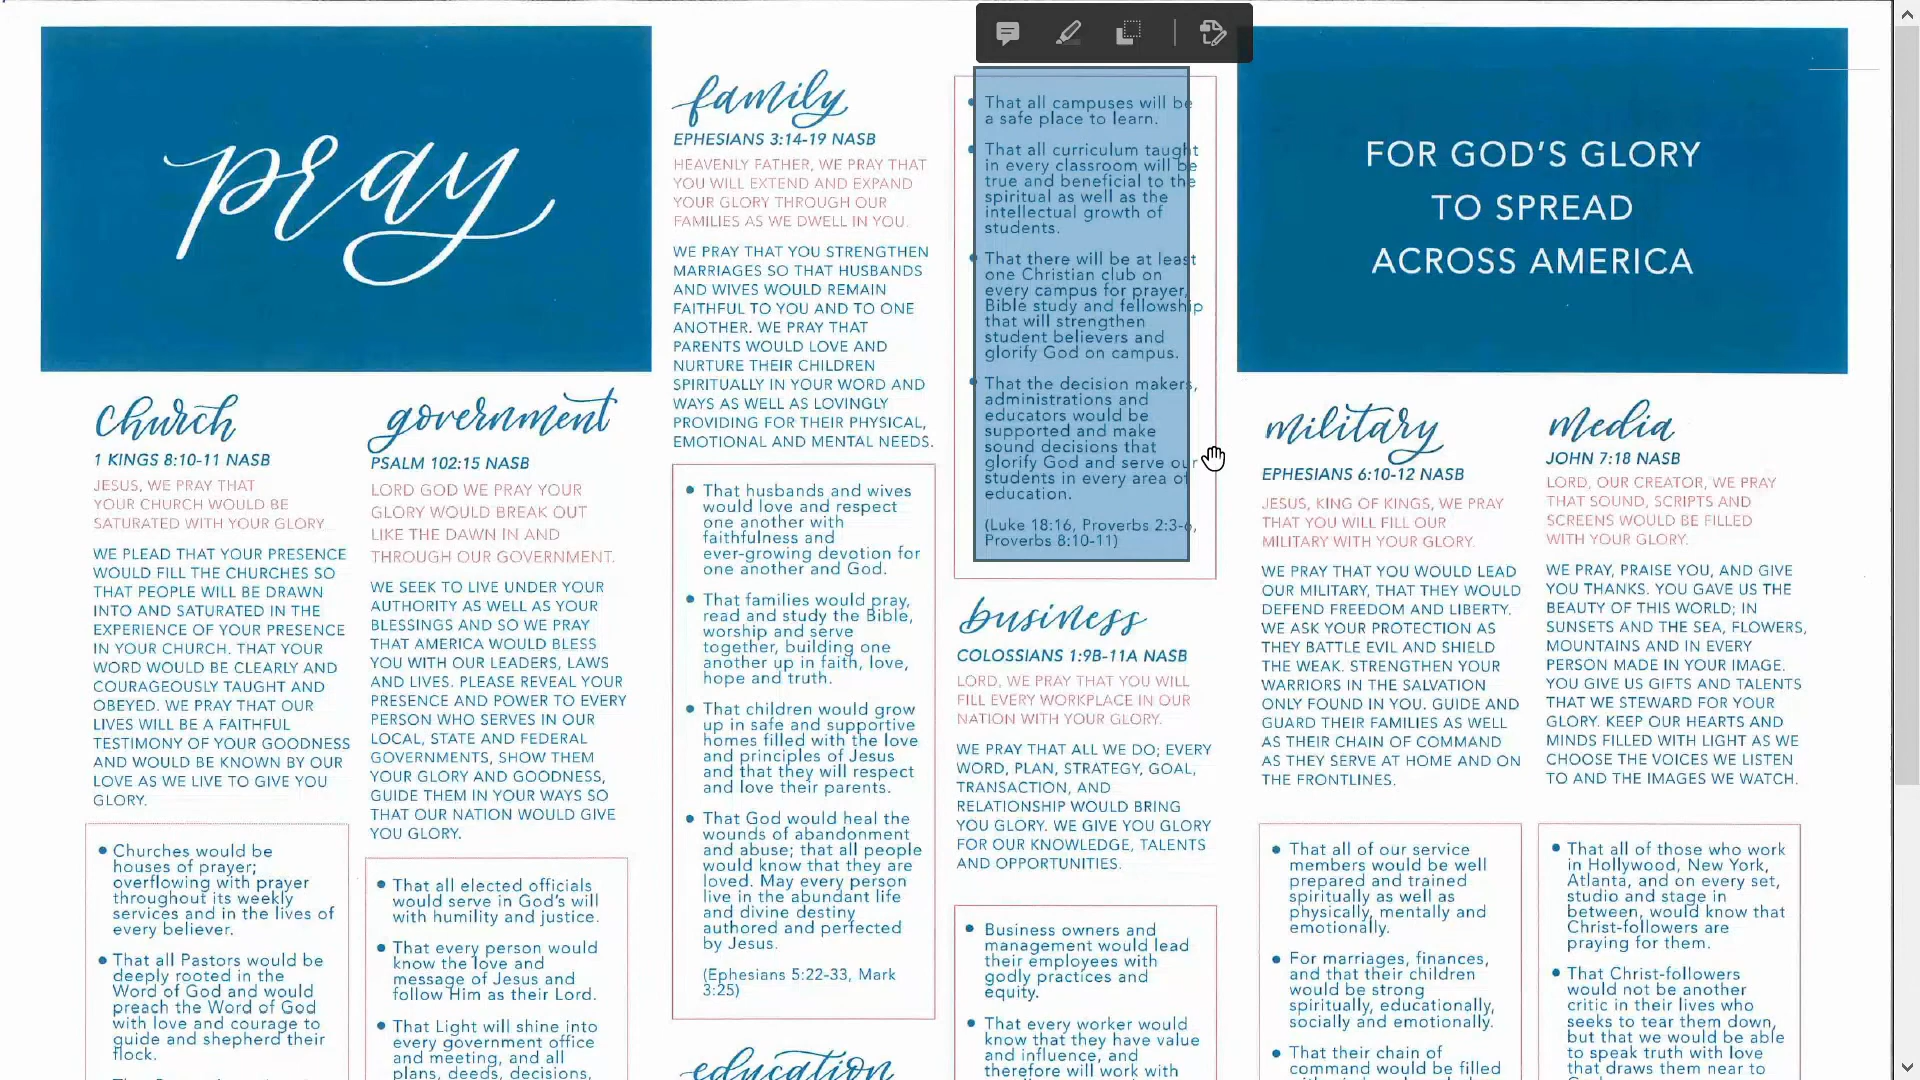 pray
church
1 KINGS 8:10-11 NASB
JESUS, WE PRAY THAT
YOUR CHURCH WOULD BE
SATURATED WITH YOUR GLORY
WE PLEAD THAT YOUR PRESENCE
WOULD FILL THE CHURCHES SO
THAT PEOPLE WILL BE DRAWN
INTO AND SATURATED IN THE
EXPERIENCE OF YOUR PRESENCE
IN YOUR CHURCH. THAT YOUR
WORD WOULD BE CLEARLY AND
COURAGEOUSLY TAUGHT AND
OBEYED. WE PRAY THAT OUR
LIVES WILL BE A FAITHFUL
TESTIMONY OF YOUR GOODNESS
AND WOULD BE KNOWN BY OUR
LOVE AS WE LIVE TO GIVE YOU
GLORY.
• Churches would be
houses of prayer;
overflowing with prayer
throughout its weekly
services and in the lives of
every believer.
• That all Pastors would be
deeply rooted in the
Word of God and would
preach the Word of God
with love and courage to
guide and shepherd their
flock.
government
PSALM 102:15 NASB
LORD GOD WE PRAY YOUR
GLORY WOULD BREAK OUT
LIKE THE DAWN IN AND
THROUGH OUR GOVERNMENT.
WE SEEK TO LIVE UNDER YOUR
AUTHORITY AS WELL AS YOUR
BLESSINGS AND SO WE PRAY
THAT AMERICA WOULD BLESS
YOU WITH OUR LEADERS, LAWS
AND LIVES. PLEASE REVEAL YOUR
PRESENCE AND POWER TO EVERY
PERSON WHO SERVES IN OUR
LOCAL, STATE AND FEDERAL
GOVERNMENTS, SHOW THEM
YOUR GLORY AND GOODNESS,
GUIDE THEM IN YOUR WAYS SO
THAT OUR NATION WOULD GIVE
YOU GLORY.
• That all elected officials
would serve in God's will
with humility and justice.
• That every person would
know the love and
message of Jesus and
follow Him as their Lord.
• That Light will shine into
every government office
and meeting, and all
plans, deeds, decisions,
family
EPHESIANS 3:14-19 NASB
HEAVENLY FATHER, WE PRAY THAT
YOU WILL EXTEND AND EXPAND
YOUR GLORY THROUGH OUR
FAMILIES AS WE DWELL IN YOU.
WE PRAY THAT YOU STRENGTHEN
MARRIAGES SO THAT HUSBANDS
AND WIVES WOULD REMAIN
FAITHFUL TO YOU AND TO ONE
ANOTHER. WE PRAY THAT
PARENTS WOULD LOVE AND
NURTURE THEIR CHILDREN
SPIRITUALLY IN YOUR WORD AND
WAYS AS WELL AS LOVINGLY
PROVIDING FOR THEIR PHYSICAL,
EMOTIONAL AND MENTAL NEEDS.
• That husbands and wives
would love and respect
one another with
faithfulness and
ever-growing devotion for
one another and God.
• That families would pray,
read and study the Bible,
worship and serve
together, building one
another up in faith, love,
hope and truth.
• That children would grow
up in safe and supportive
homes filled with the love
and principles of Jesus
and that they will respect
and love their parents.
• That God would heal the
wounds of abandonment
and abuse; that all people
would know that they are
loved. May every person
live in the abundant life
and divine destiny
authored and perfected
by Jesus.
(Ephesians 5:22-33, Mark
3:25)
education
• That all campuses will be
a safe place to learn.
• That all curriculum taught
in every classroom will be
true and beneficial to the
spiritual as well as the
intellectual growth of
students.
• That there will be at least
one Christian club on
every campus for prayer,
Bible study and fellowship
that will strengthen
student believers and
glorify God on campus.
• That the decision makers,
administrations and
educators would be
supported and make
sound decisions that
glorify God and serve our
students in every area of
education.
(Luke 18:16, Proverbs 2:3-6,
Proverbs 8:10-11)
business
COLOSSIANS 1:9B-11A NASB
LORD, WE PRAY THAT YOU WILL
FILL EVERY WORKPLACE IN OUR
NATION WITH YOUR GLORY.
WE PRAY THAT ALL WE DO; EVERY
WORD, PLAN, STRATEGY, GOAL,
TRANSACTION, AND
RELATIONSHIP WOULD BRING
YOU GLORY. WE GIVE YOU GLORY
FOR OUR KNOWLEDGE, TALENTS
AND OPPORTUNITIES.
• Business owners and
management would lead
their employees with
godly practices and
equity.
• That every worker would
know that they have value
and influence, and
therefore will work with
FOR GOD'S GLORY
TO SPREAD
ACROSS AMERICA
military
EPHESIANS 6:10-12 NASB
JESUS, KING OF KINGS, WE PRAY
THAT YOU WILL FILL OUR
MILITARY WITH YOUR GLORY.
WE PRAY THAT YOU WOULD LEAD
OUR MILITARY, THAT THEY WOULD
DEFEND FREEDOM AND LIBERTY.
WE ASK YOUR PROTECTION AS
THEY BATTLE EVIL AND SHIELD
THE WEAK. STRENGTHEN YOUR
WARRIORS IN THE SALVATION
ONLY FOUND IN YOU. GUIDE AND
GUARD THEIR FAMILIES AS WELL
AS THEIR CHAIN OF COMMAND
AS THEY SERVE AT HOME AND ON
THE FRONTLINES.
• That all of our service
members would be well
prepared and trained
spiritually as well as
physically, mentally and
emotionally.
• For marriages, finances,
and that their children
would be strong
spiritually, educationally,
socially and emotionally.
• That their chain of
command would be filled
media
JOHN 7:18 NASB
LORD, OUR CREATOR, WE PRAY
THAT SOUND, SCRIPTS AND
SCREENS WOULD BE FILLED
WITH YOUR GLORY.
WE PRAY, PRAISE YOU, AND GIVE
YOU THANKS. YOU GAVE US THE
BEAUTY OF THIS WORLD; IN
SUNSETS AND THE SEA, FLOWERS,
MOUNTAINS AND IN EVERY
PERSON MADE IN YOUR IMAGE.
YOU GIVE US GIFTS AND TALENTS
THAT WE STEWARD FOR YOUR
GLORY. KEEP OUR HEARTS AND
MINDS FILLED WITH LIGHT AS WE
CHOOSE THE VOICES WE LISTEN
TO AND THE IMAGES WE WATCH.
• That all of those who work
in Hollywood, New York,
Atlanta, and on every set,
studio and stage in
between, would know that
Christ-followers are
praying for them.
• That Christ-followers
would not be another
critic in their lives who
seeks to tear them down,
but that we would be able
to speak truth with love
that draws them near to